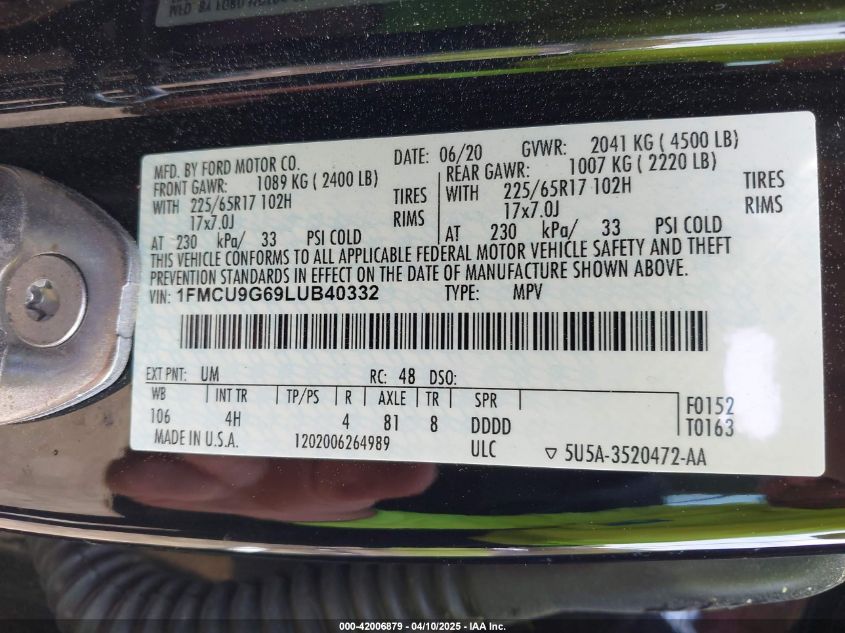 MFD. BY FORD MOTOR CO. DATE: 06/20 GVWR: 2041 KG ( 4500 LB)
FRONT GAWR: 1089 KG ( 2400 LB) REAR GAWR: 1007 KG ( 2220 LB)
WITH 225/65R17 102H TIRES WITH 225/65R17 102H TIRES
17x7.0J RIMS 17x7.0J RIMS
AT 230 kPa/ 33 PSI COLD AT 230 kPa/ 33 PSI COLD
THIS VEHICLE CONFORMS TO ALL APPLICABLE FEDERAL MOTOR VEHICLE SAFETY AND THEFT
PREVENTION STANDARDS IN EFFECT ON THE DATE OF MANUFACTURE SHOWN ABOVE.
VIN: 1FMCU9G69LUB40332 TYPE: MPV
EXT PNT: UM RC: 48 DSO:
WB INT TR TP/PS R AXLE TR SPR F0152
106 4H 4 81 8 DDDD T0163
MADE IN U.S.A. 1202006264989 ULC ▽ 5U5A-3520472-AA
000-42006879 - 04/10/2025 - IAA Inc.